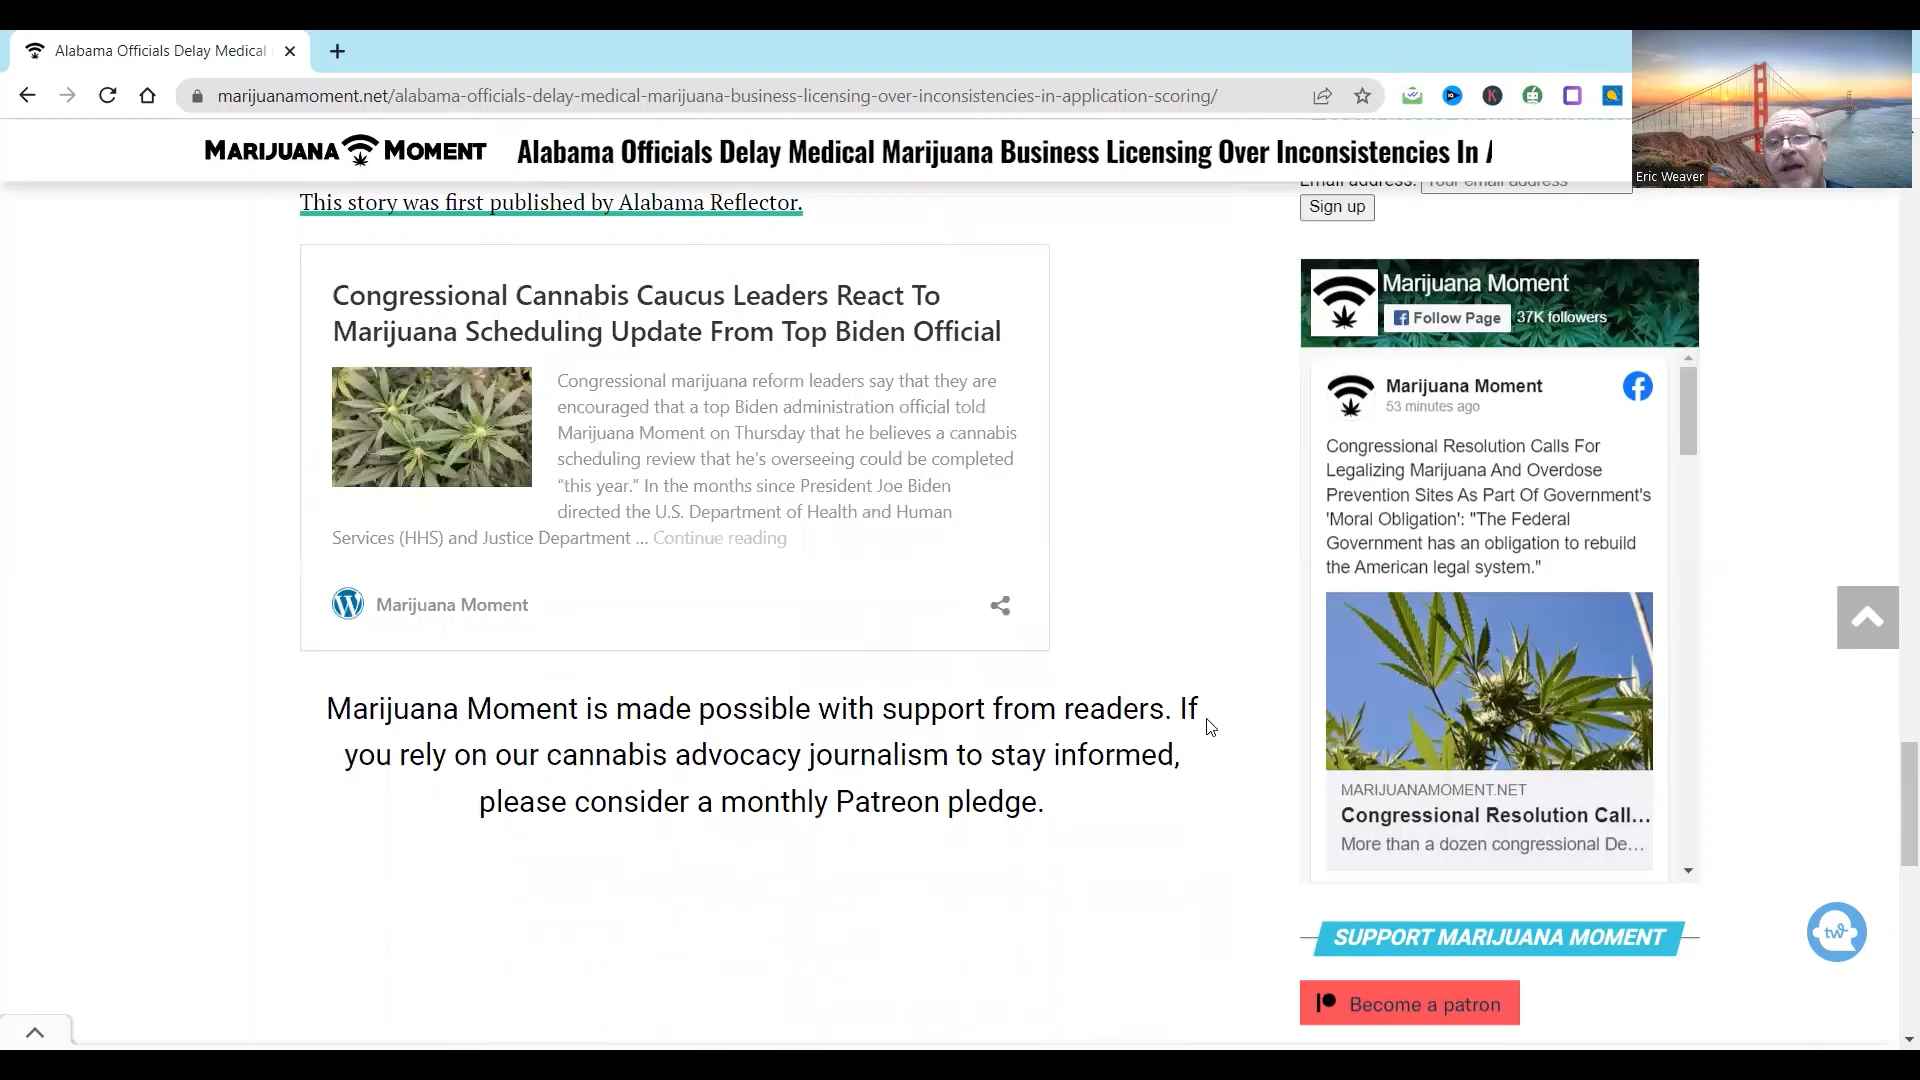 Alabama Officials Delay Medical
marijuanamoment.net/alabama-officials-delay-medical-marijuana-business-licensing-over-inconsistencies-in-application-scoring/
MARIJUANA MOMENT
Alabama Officials Delay Medical Marijuana Business Licensing Over Inconsistencies In
Eric Weaver
This story was first published by Alabama Reflector.
Congressional Cannabis Caucus Leaders React To
Marijuana Scheduling Update From Top Biden Official
Congressional marijuana reform leaders say that they are
encouraged that a top Biden administration official told
Marijuana Moment on Thursday that he believes a cannabis
scheduling review that he's overseeing could be completed
“this year.” In the months since President Joe Biden
directed the U.S. Department of Health and Human
Services (HHS) and Justice Department ... Continue reading
Marijuana Moment
Marijuana Moment is made possible with support from readers. If
you rely on our cannabis advocacy journalism to stay informed,
please consider a monthly Patreon pledge.
Email address: Your email address
Sign up
Marijuana Moment
Follow Page 37K followers
Marijuana Moment
53 minutes ago
Congressional Resolution Calls For
Legalizing Marijuana And Overdose
Prevention Sites As Part Of Government's
'Moral Obligation': "The Federal
Government has an obligation to rebuild
the American legal system."
MARIJUANAMOMENT.NET
Congressional Resolution Call...
More than a dozen congressional De...
SUPPORT MARIJUANA MOMENT
Become a patron
tw